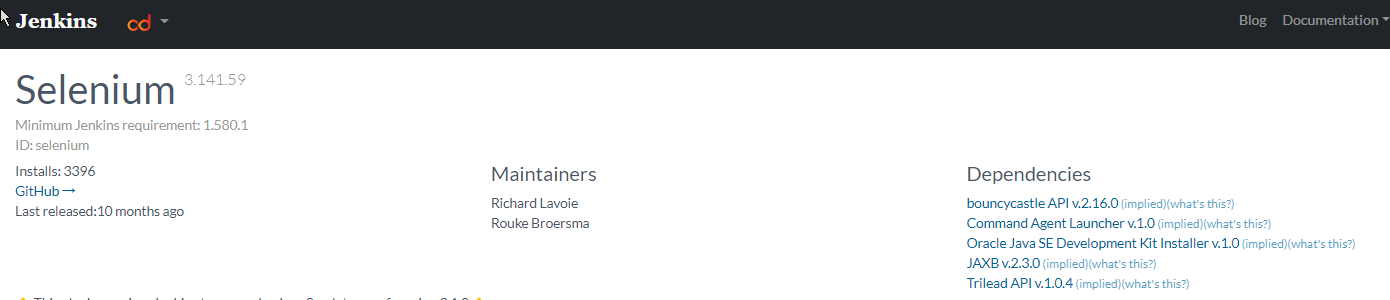 Jenkins cd
Blog Documentation
Selenium 3.141.59
Minimum Jenkins requirement: 1.580.1
ID: selenium
Installs: 3396
GitHub →
Last released:10 months ago
Maintainers
Richard Lavoie
Rouke Broersma
Dependencies
bouncycastle API v.2.16.0 (implied)(what's this?)
Command Agent Launcher v.1.0 (implied)(what's this?)
Oracle Java SE Development Kit Installer v.1.0 (implied)(what's this?)
JAXB v.2.3.0 (implied)(what's this?)
Trilead API v.1.0.4 (implied)(what's this?)